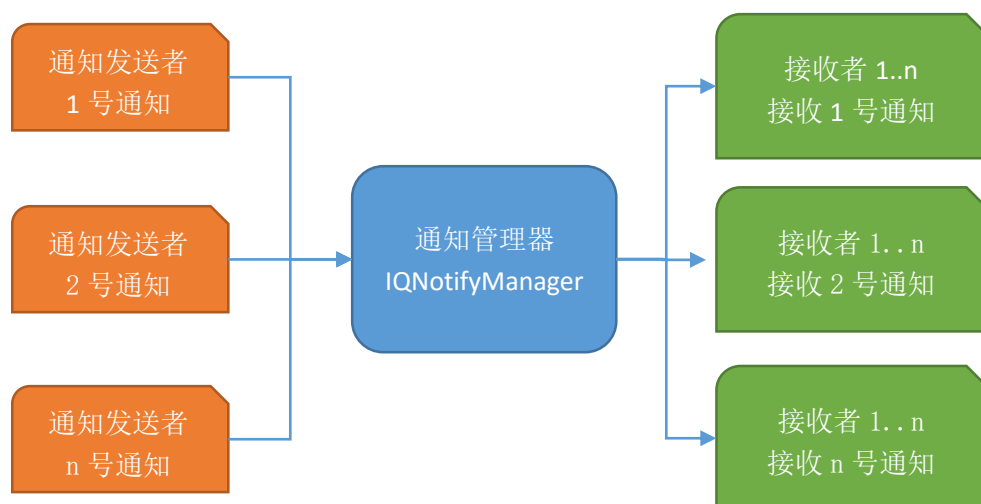 通知发送者
1 号通知
通知发送者
2 号通知
通知发送者
n 号通知
通知管理器
IQNotifyManager
接收者 1..n
接收 1 号通知
接收者 1..n
接收 2 号通知
接收者 1..n
接收 n 号通知